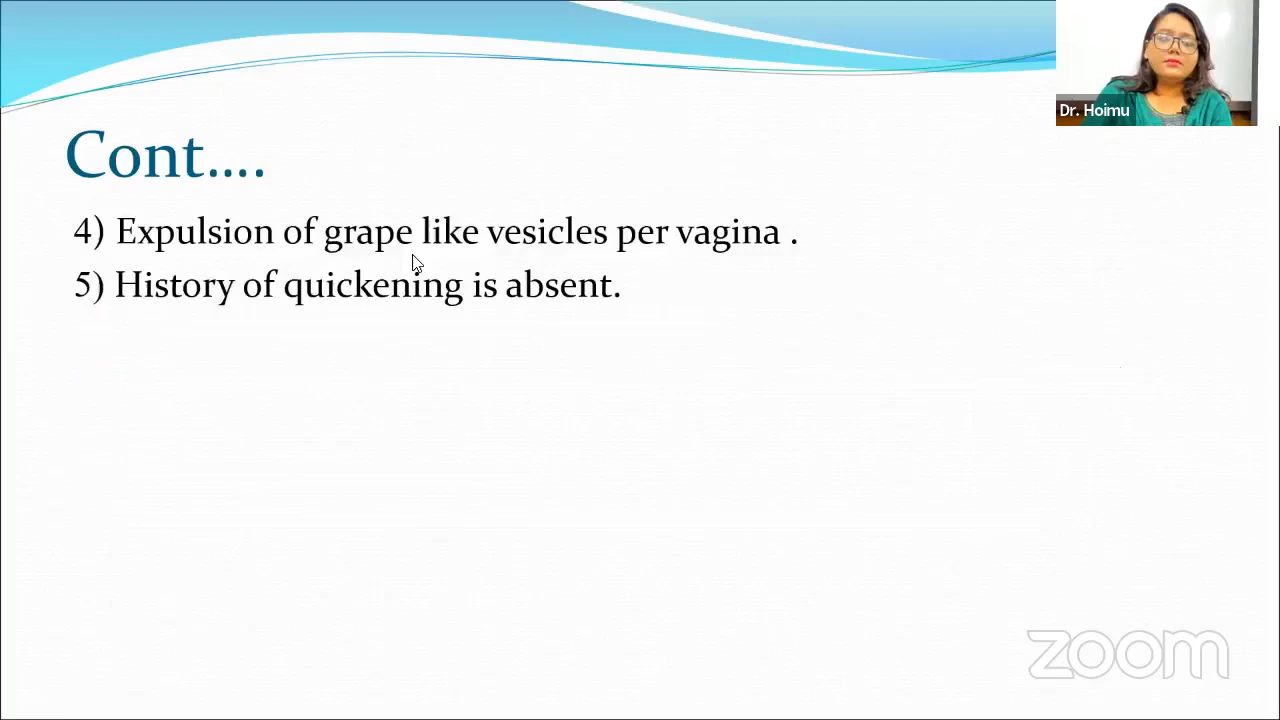 Dr. Hoimu
Cont....
4) Expulsion of grape like vesicles per vagina .
5) History of quickening is absent.
zoom